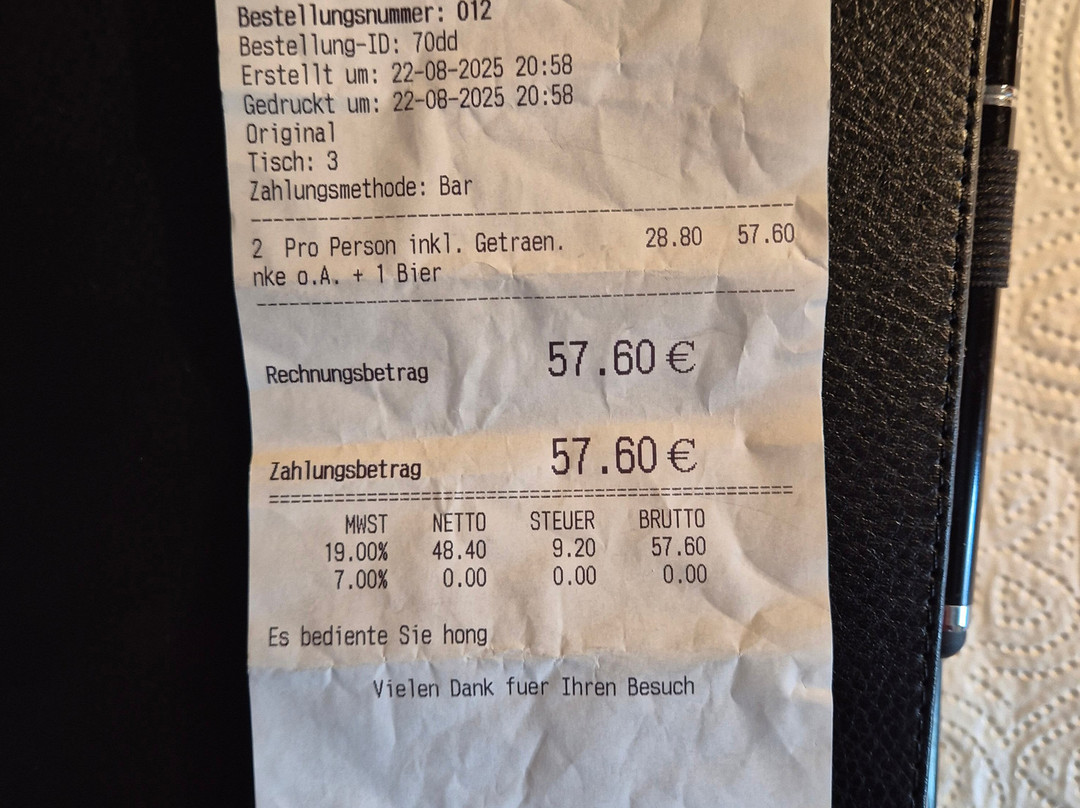 Bestellungsnummer: 012
Bestellung-ID: 70dd
Erstellt um: 22-08-2025 20:58
Gedruckt um: 22-08-2025 20:58
Original
Tisch: 3
Zahlungsmethode: Bar
2 Pro Person inkl. Getraen. 28.80 57.60
nke o.A. + 1 Bier
Rechnungsbetrag 57.60 €
Zahlungsbetrag 57.60 €
MWST NETTO STEUER BRUTTO
19.00% 48.40 9.20 57.60
7.00% 0.00 0.00 0.00
Es bediente Sie hong
Vielen Dank fuer Ihren Besuch